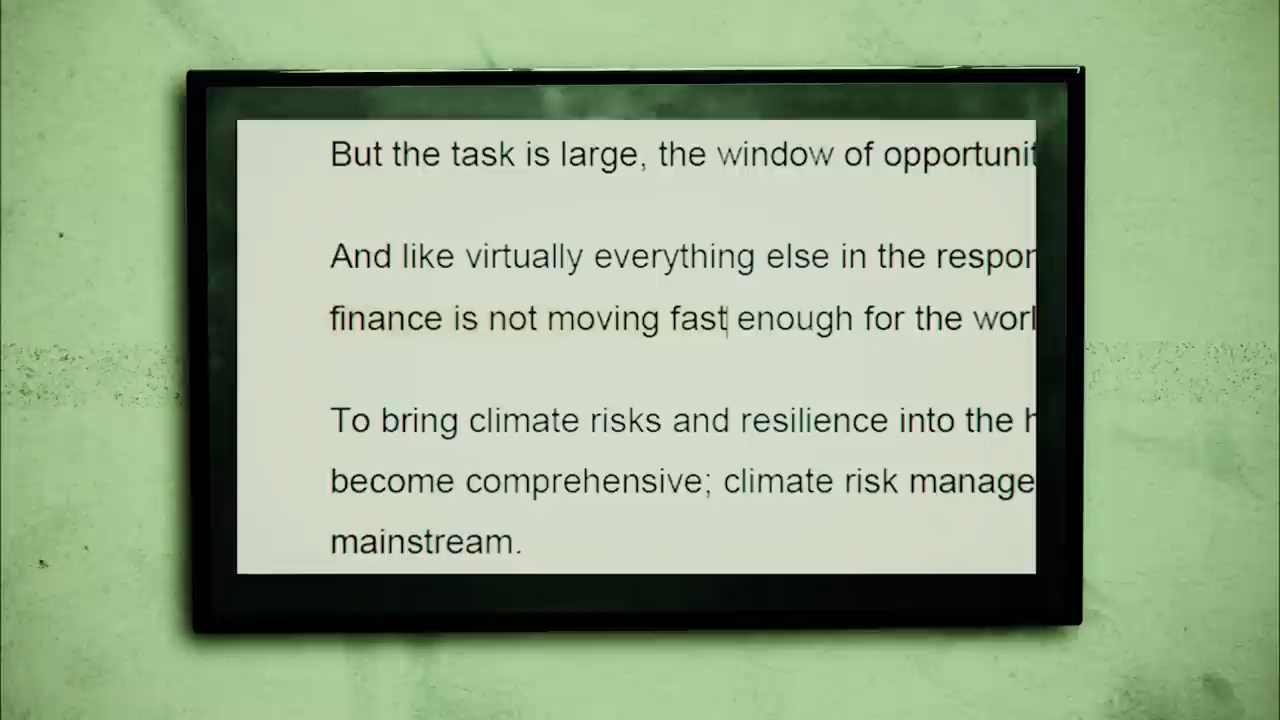 But the task is large, the window of opportunit
And like virtually everything else in the respon
finance is not moving fast enough for the worl
To bring climate risks and resilience into the h
become comprehensive; climate risk manage
mainstream.